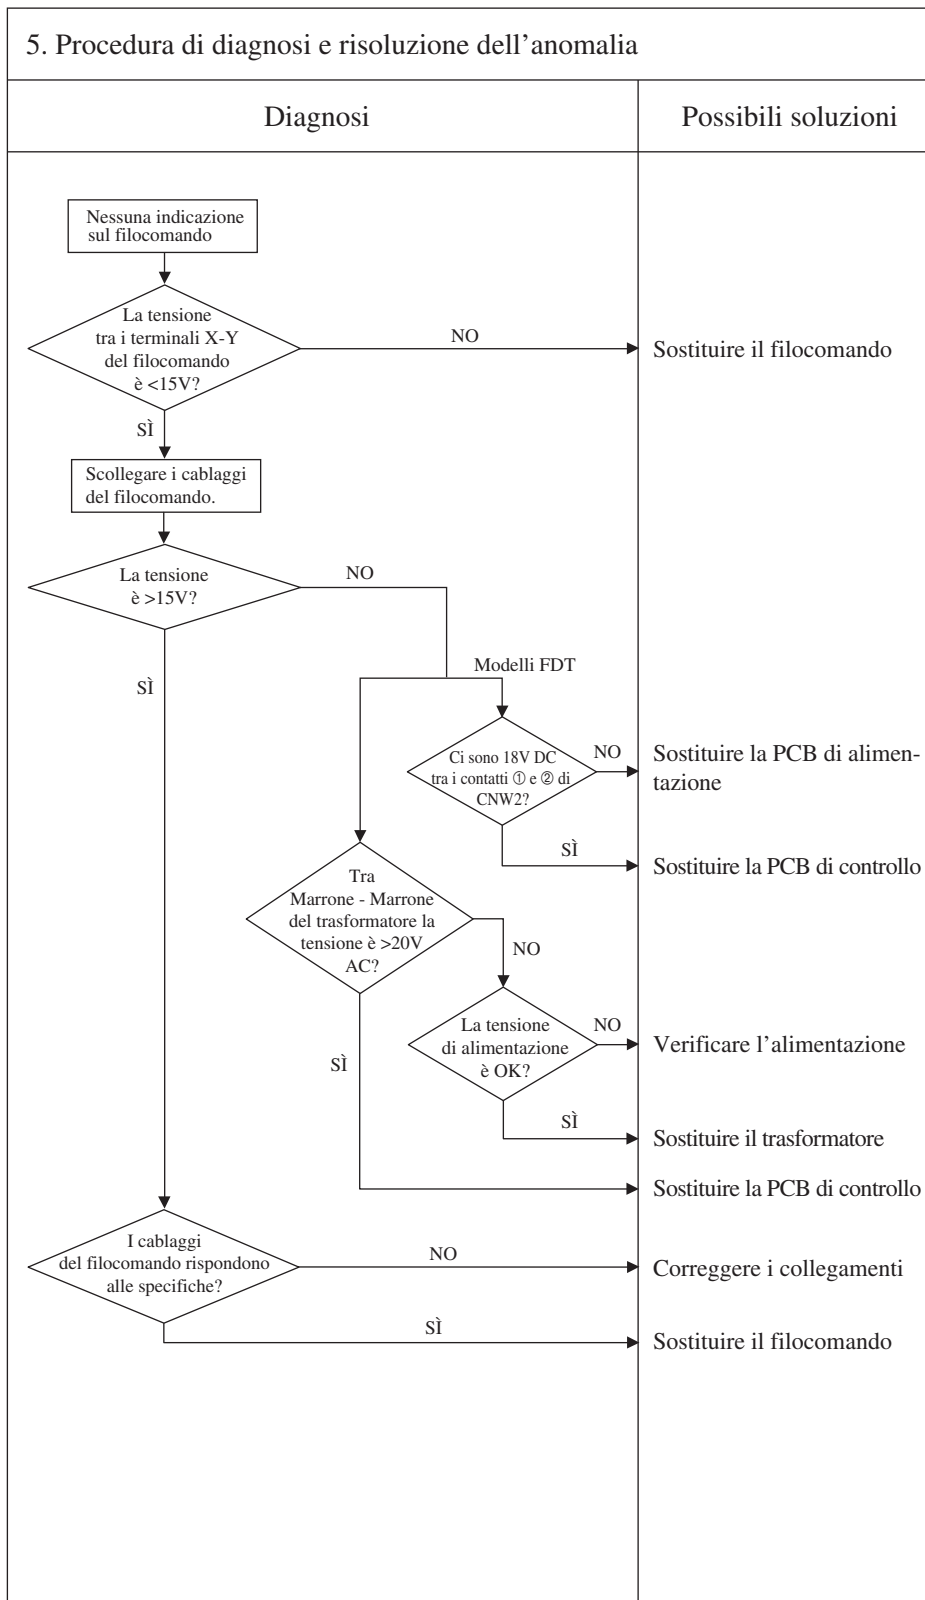 5. Procedura di diagnosi e risoluzione dell'anomalia
Diagnosi
Possibili soluzioni
Nessuna indicazione
sul filocomando
La tensione
tra i terminali X-Y
del filocomando
è <15V?
NO
Sostituire il filocomando
SÌ
Scollegare i cablaggi
del filocomando.
La tensione
è >15V?
NO
SÌ
Modelli FDT
Ci sono 18V DC
tra i contatti ① e ② di
CNW2?
NO
Sostituire la PCB di alimen-
tazione
SÌ
Sostituire la PCB di controllo
Tra
Marrone - Marrone
del trasformatore la
tensione è >20V
AC?
NO
SÌ
La tensione
di alimentazione
è OK?
NO
Verificare l'alimentazione
SÌ
Sostituire il trasformatore
Sostituire la PCB di controllo
I cablaggi
del filocomando rispondono
alle specifiche?
NO
Correggere i collegamenti
SÌ
Sostituire il filocomando